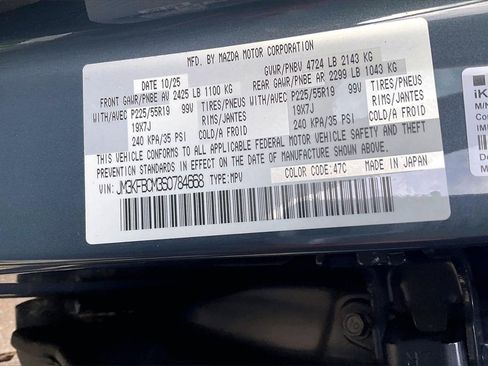 MFD. BY MAZDA MOTOR CORPORATION
DATE 10/25
GVWR/PNBV 4724 LB 2143 KG
FRONT GAWR/PNBE AV 2425 LB 1100 KG
REAR GAWR/PNBE AR 2299 LB 1043 KG
WITH/AVEC P225/55R19 99V TIRES/PNEUS
19X7J RIMS/JANTES
240 KPA/35 PSI COLD/A FROID
WITH/AVEC P225/55R19 99V TIRES/PNEUS
19X7J RIMS/JANTES
240 KPA/35 PSI COLD/A FROID
THIS VEHICLE CONFORMS TO ALL APPLICABLE FEDERAL MOTOR VEHICLE SAFETY AND THEFT
PREVENTION STANDARDS IN EFFECT ON THE DATE OF MANUFACTURE SHOWN ABOVE.
VIN: JM3KFBCM3S0784668 TYPE: MPV
COLOR CODE: 47C MADE IN JAPAN
iK
M/N
Co
IMI